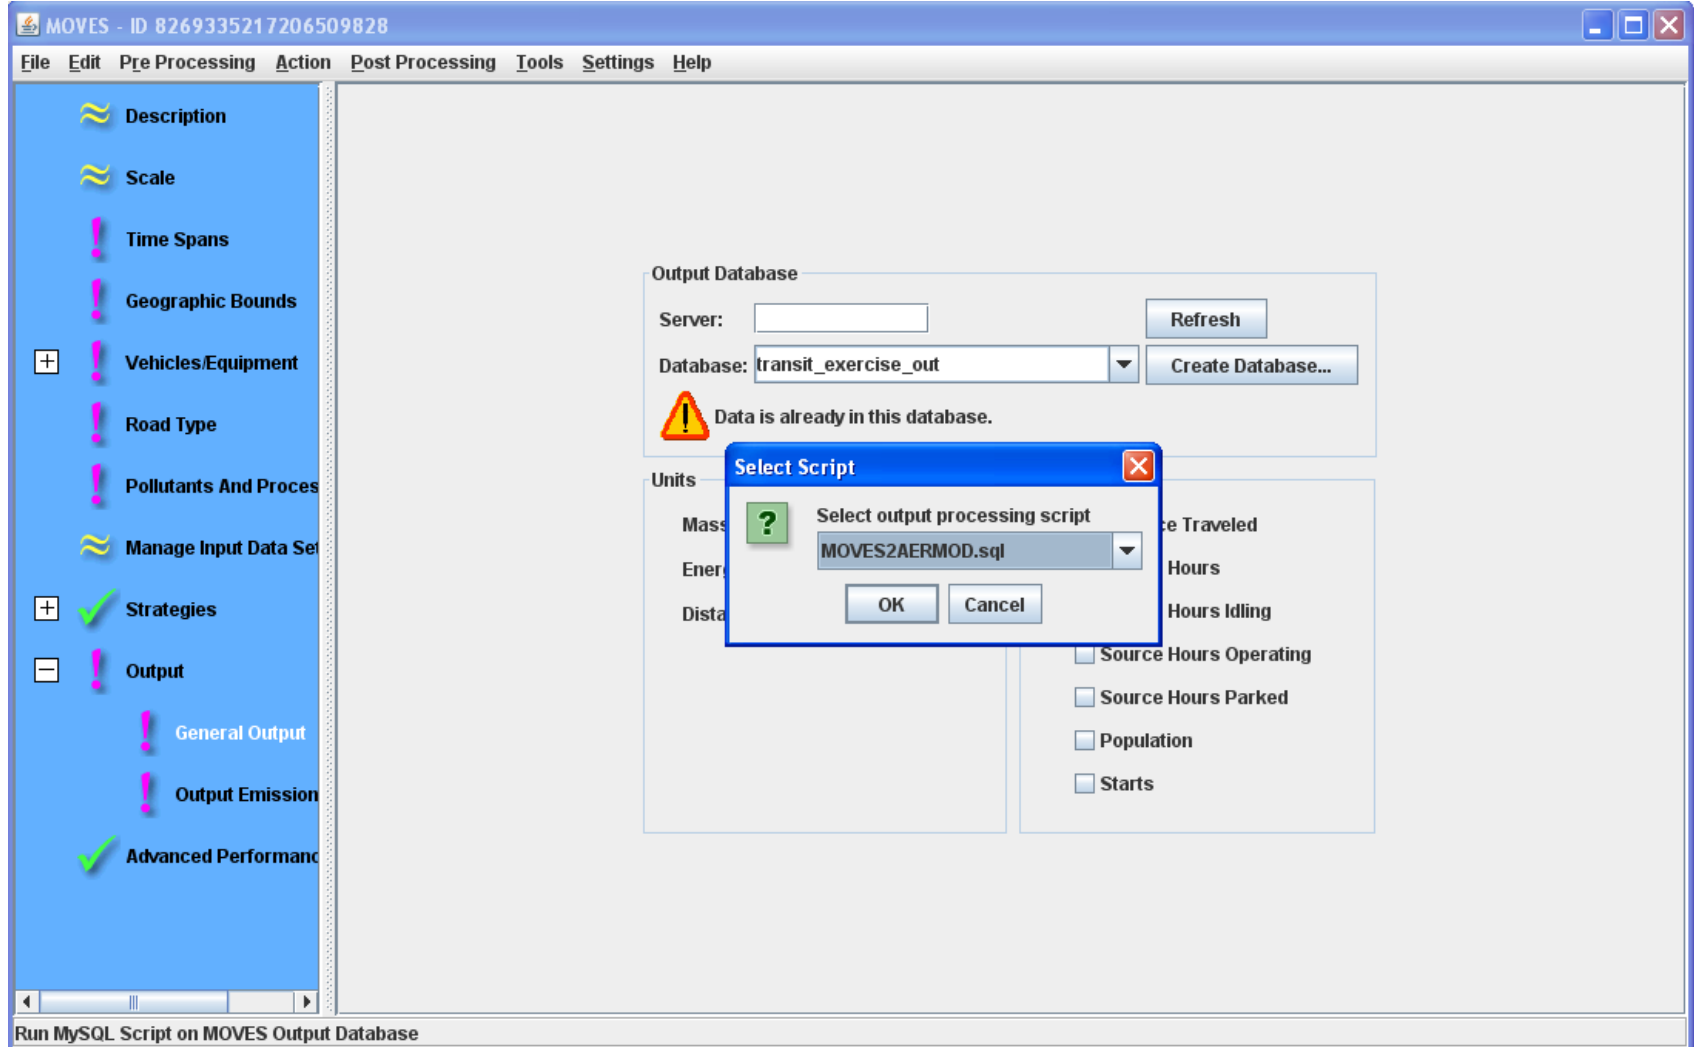 MOVES - ID 8269335217206509828
File Edit Pre Processing Action Post Processing Tools Settings Help
Description
Scale
Time Spans
Geographic Bounds
Vehicles/Equipment
Road Type
Pollutants And Proces
Manage Input Data Set
Strategies
Output
General Output
Output Emission
Advanced Performanc
Output Database
Server:
Refresh
Database: transit_exercise_out
Create Database...
Data is already in this database.
Select Script
Select output processing script
MOVES2AERMOD.sql
OK Cancel
Units
Mass
Energ
Dista
ce Traveled
Hours
Hours Idling
Source Hours Operating
Source Hours Parked
Population
Starts
Run MySQL Script on MOVES Output Database